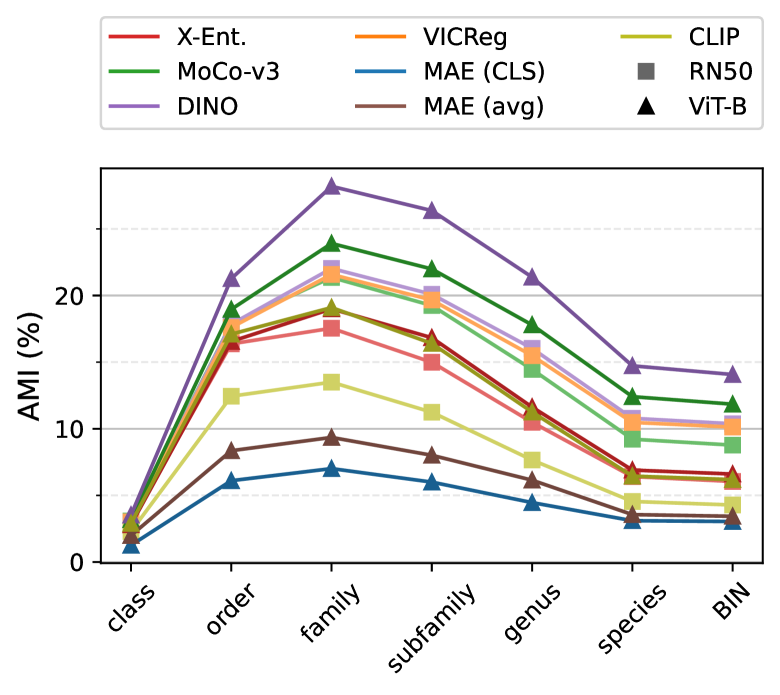 X-Ent. VICReg CLIP
MoCo-v3 MAE (CLS) RN50
DINO MAE (avg) ViT-B
AMI (%)
20
10
0
class order family subfamily genus species BIN